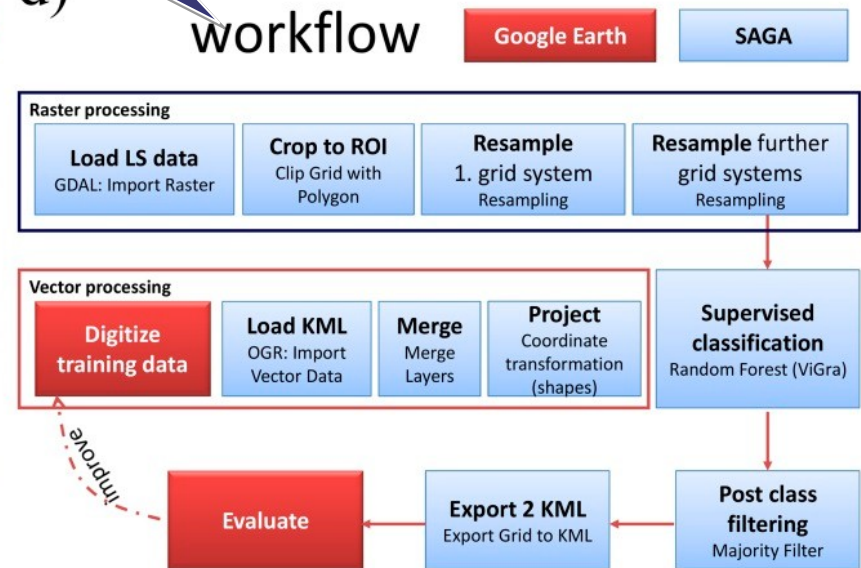 d)
workflow
Google Earth
SAGA
Raster processing
Load LS data
GDAL: Import Raster
Crop to ROI
Clip Grid with
Polygon
Resample
1. grid system
Resampling
Resample further
grid systems
Resampling
Vector processing
Digitize
training data
Load KML
OGR: Import
Vector Data
Merge
Merge
Layers
Project
Coordinate
transformation
(shapes)
Supervised
classification
Random Forest (ViGra)
improve
Evaluate
Export 2 KML
Export Grid to KML
Post class
filtering
Majority Filter